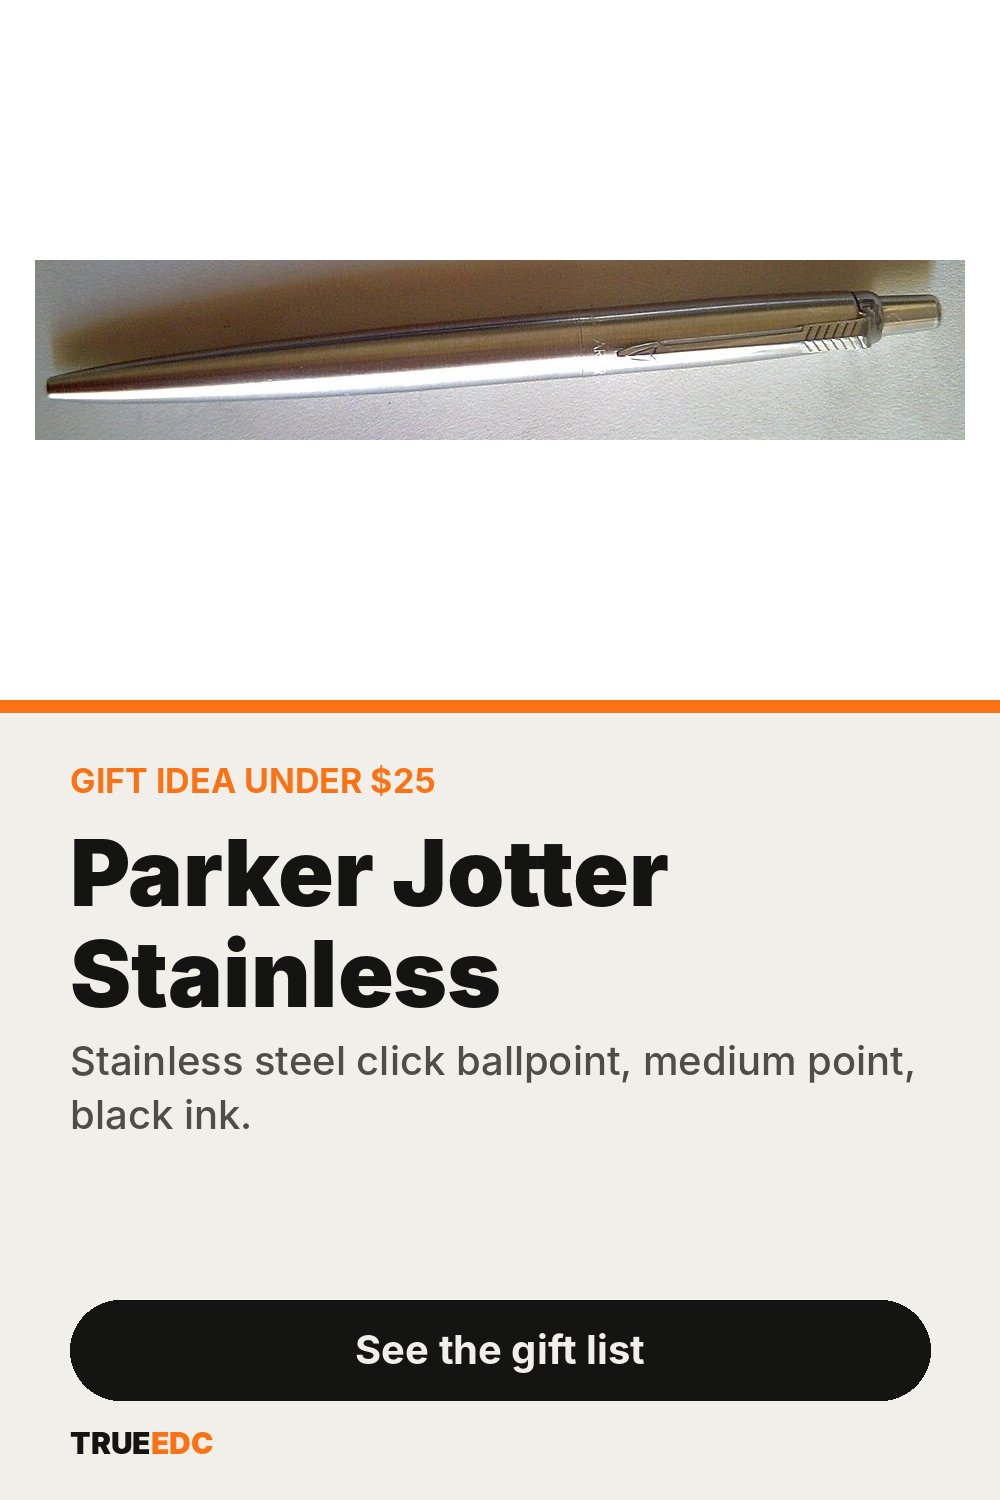 GIFT IDEA UNDER $25
Parker Jotter
Stainless
Stainless steel click ballpoint, medium point,
black ink.
See the gift list
TRUEEDC